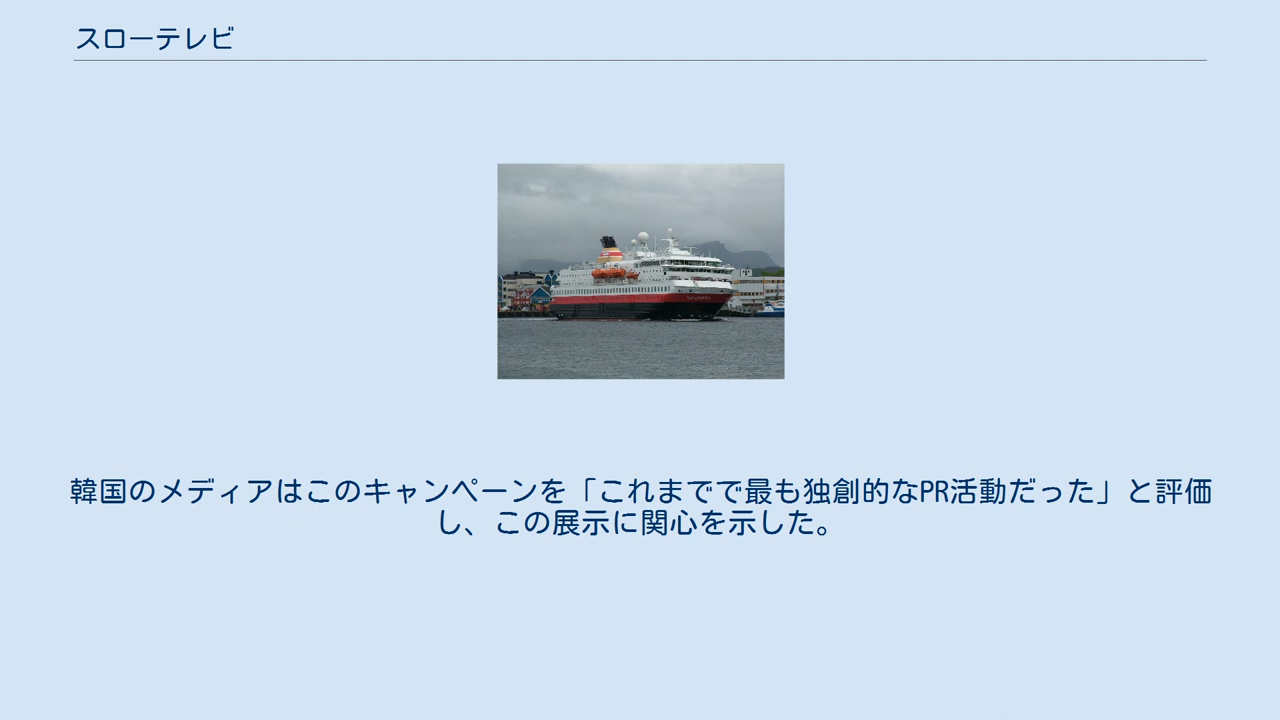 スローテレビ
韓国のメディアはこのキャンペーンを「これまでで最も独創的なPR活動だった」と評価
し、この展示に関心を示した。